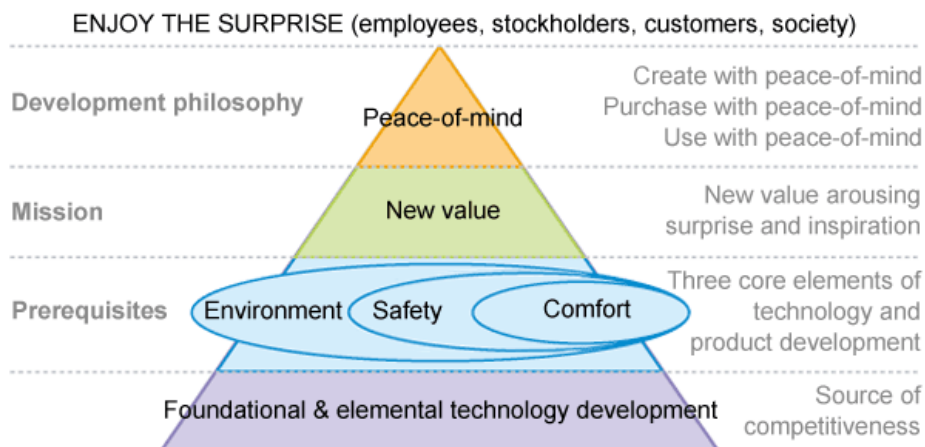 ENJOY THE SURPRISE (employees, stockholders, customers, society)
Development philosophy
Peace-of-mind
Create with peace-of-mind
Purchase with peace-of-mind
Use with peace-of-mind
Mission
New value
New value arousing
surprise and inspiration
Prerequisites
Environment
Safety
Comfort
Three core elements of
technology and
product development
Foundational & elemental technology development
Source of
competitiveness